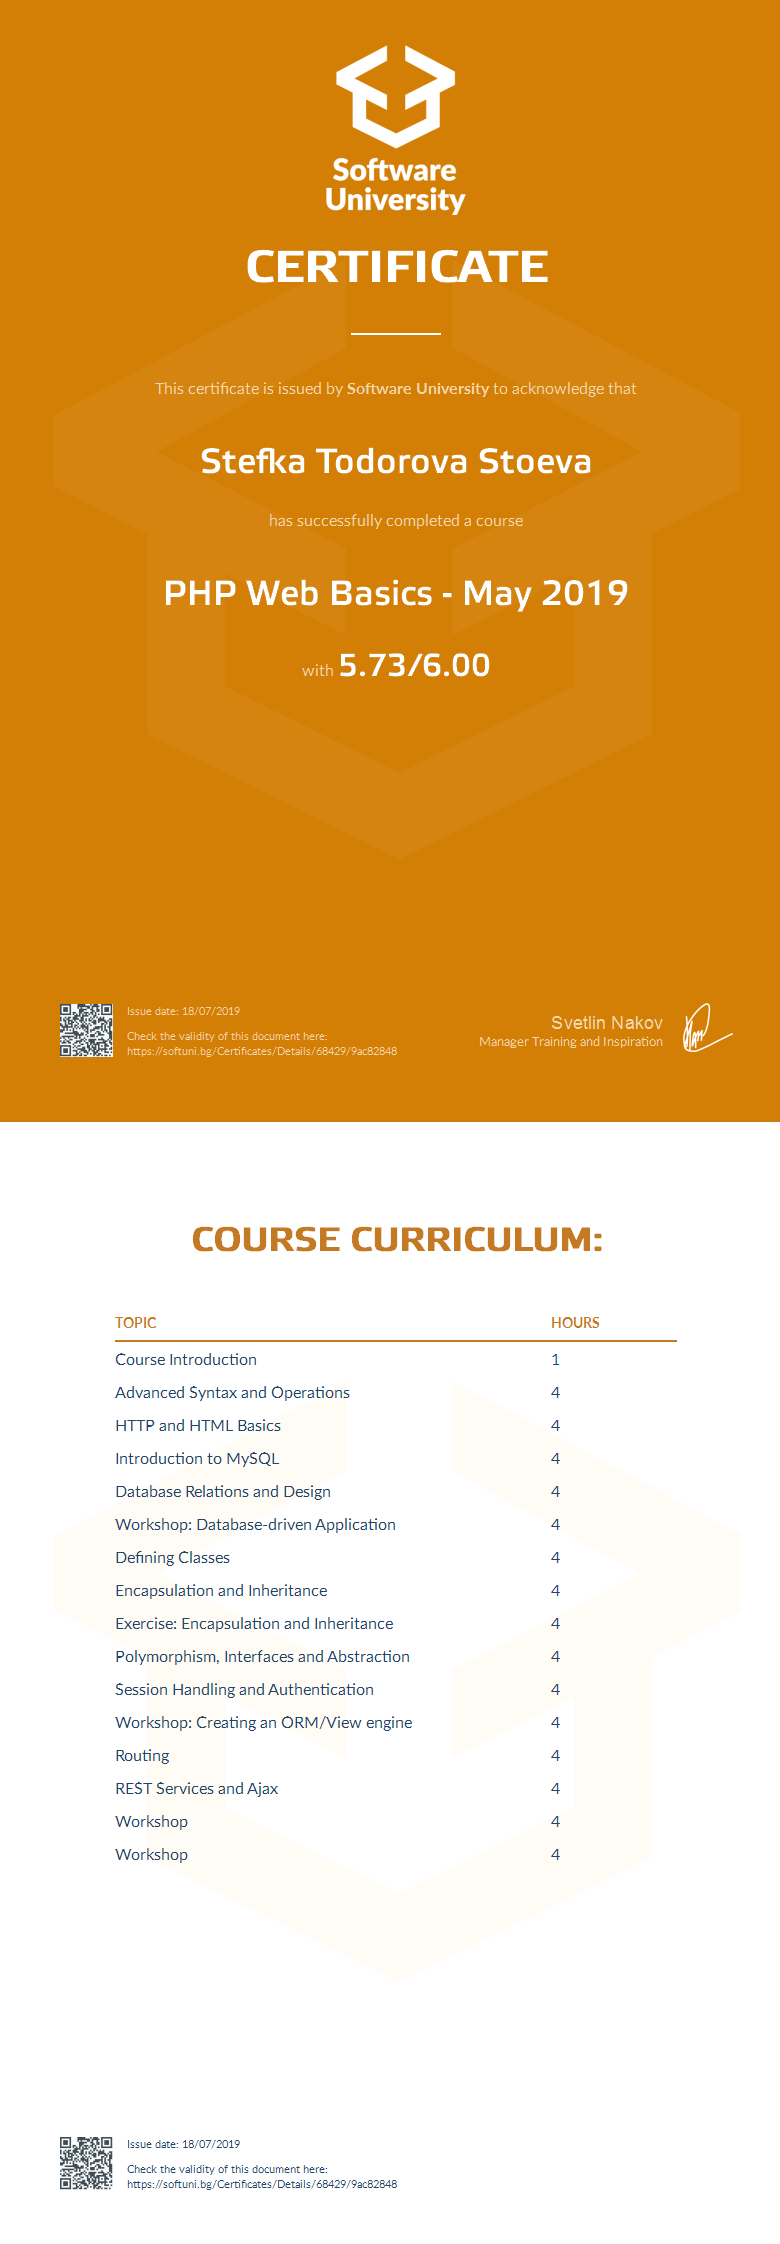 Software
University
CERTIFICATE
This certificate is issued by Software University to acknowledge that
Stefka Todorova Stoeva
has successfully completed a course
PHP Web Basics - May 2019
with 5.73/6.00
Issue date: 18/07/2019
Check the validity of this document here:
https://softuni.bg/Certificates/Details/68429/9ac82848
Svetlin Nakov
Manager Training and Inspiration
COURSE CURRICULUM:
TOPIC HOURS
Course Introduction 1
Advanced Syntax and Operations 4
HTTP and HTML Basics 4
Introduction to MySQL 4
Database Relations and Design 4
Workshop: Database-driven Application 4
Defining Classes 4
Encapsulation and Inheritance 4
Exercise: Encapsulation and Inheritance 4
Polymorphism, Interfaces and Abstraction 4
Session Handling and Authentication 4
Workshop: Creating an ORM/View engine 4
Routing 4
REST Services and Ajax 4
Workshop 4
Workshop 4
Issue date: 18/07/2019
Check the validity of this document here:
https://softuni.bg/Certificates/Details/68429/9ac82848